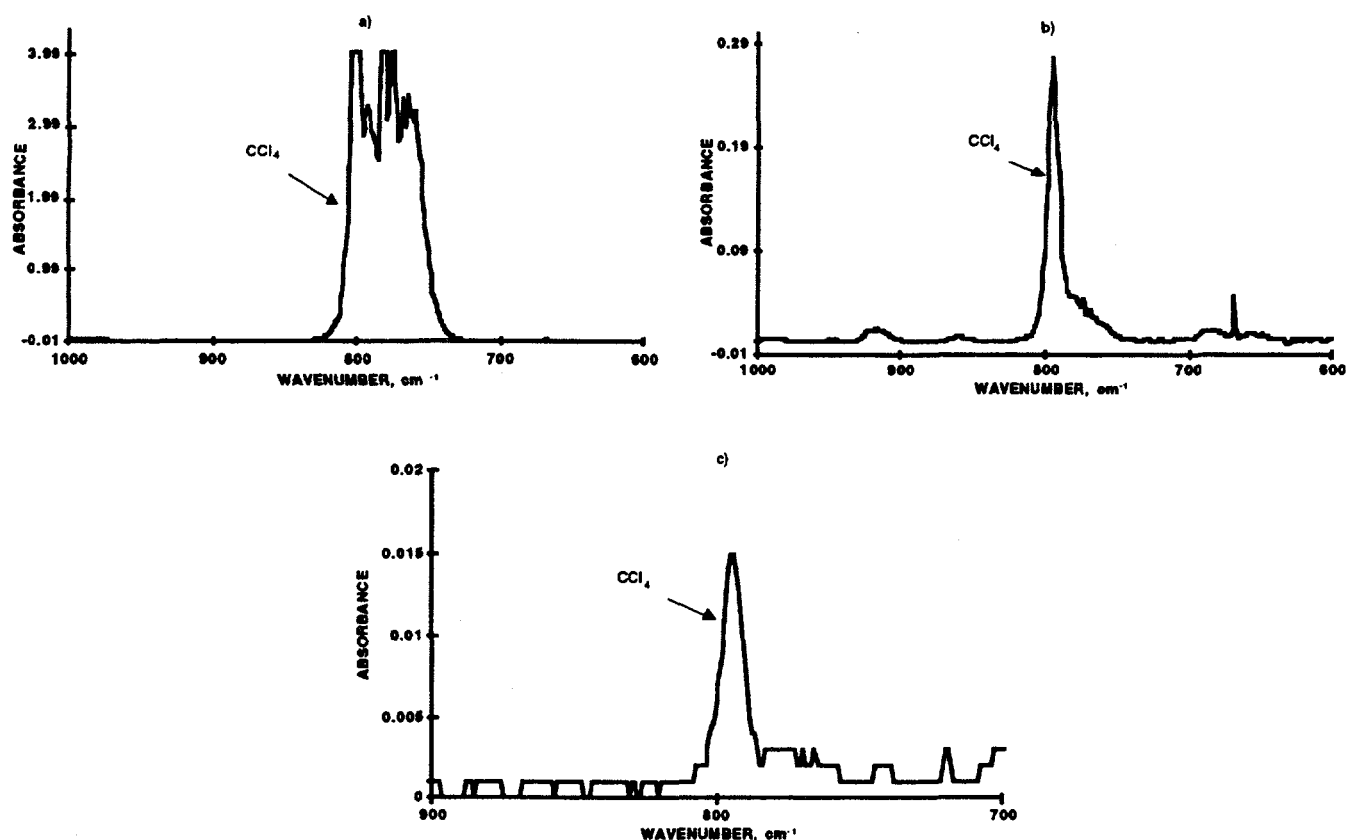 a)
3.99
2.99
1.99
0.99
-0.01
ABSORBANCE
CCl₄
1000
900
800
700
600
WAVENUMBER, cm⁻¹
b)
0.29
0.19
0.09
-0.01
ABSORBANCE
CCl₄
1000
900
800
700
600
WAVENUMBER, cm⁻¹
c)
0.02
0.015
0.01
0.005
0
ABSORBANCE
CCl₄
900
800
700
WAVENUMBER, cm⁻¹